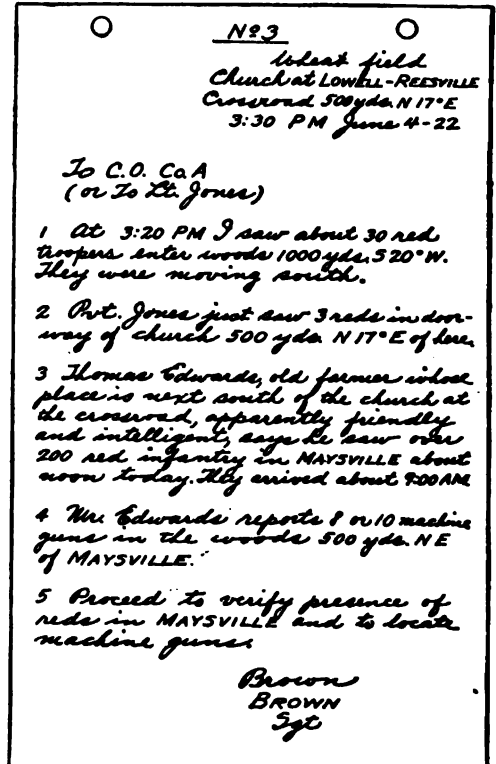 Nº 3
Wheat field
Church at LOWELL-REESVILLE
Crossroad 500 yds. N 17° E
3:30 PM June 4-22
To C.O. Co. A
(or To Lt. Jones)
1 At 3:20 PM I saw about 30 red
troopers enter woods 1000 yds. S 20° W.
They were moving south.
2 Pvt. Jones just saw 3 reds in door-
way of church 500 yds. N 17° E of here.
3 Thomas Edwards, old farmer whose
place is next south of the church at
the crossroad, apparently friendly
and intelligent, says he saw over
200 red infantry in MAYSVILLE about
noon today. They arrived about 9:00 AM
4 Mr. Edwards reports 8 or 10 machine
guns in the woods 500 yds. N E
of MAYSVILLE.
5 Proceed to verify presence of
reds in MAYSVILLE and to locate
machine guns.
Brown
BROWN
Sgt